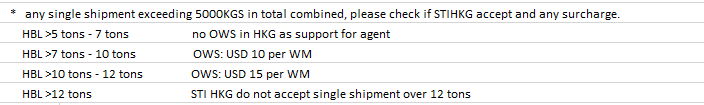 * any single shipment exceeding 5000KGS in total combined, please check if STIHKG accept and any surcharge.
HBL >5 tons - 7 tons no OWS in HKG as support for agent
HBL >7 tons - 10 tons OWS: USD 10 per WM
HBL >10 tons - 12 tons OWS: USD 15 per WM
HBL >12 tons STI HKG do not accept single shipment over 12 tons